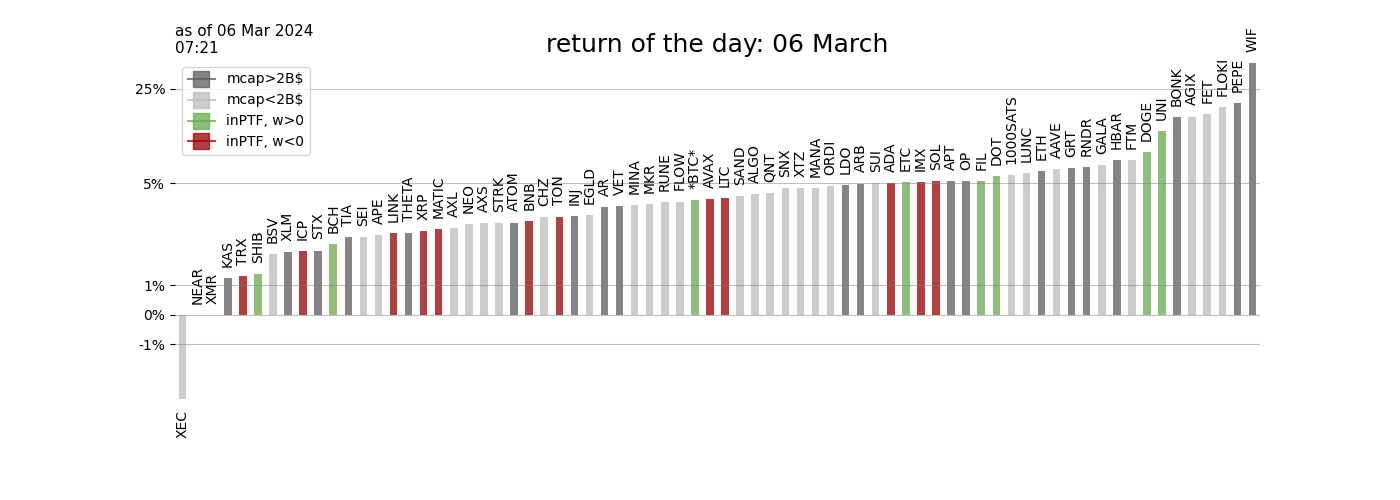 as of 06 Mar 2024
07:21
return of the day: 06 March
mcap>2B$
mcap<2B$
inPTF, w>0
inPTF, w<0
25%
5%
1%
0%
-1%
XEC
NEAR
XMR
KAS
TRX
SHIB
BSV
XLM
ICP
STX
BCH
TIA
SEI
APE
LINK
THETA
XRP
MATIC
AXL
NEO
AXS
STRK
ATOM
BNB
CHZ
TON
INJ
EGLD
AR
VET
MINA
MKR
RUNE
FLOW
*BTC*
AVAX
LTC
SAND
ALGO
QNT
SNX
XTZ
MANA
ORDI
LDO
ARB
SUI
ADA
ETC
IMX
SOL
APT
OP
FIL
DOT
1000SATS
LUNC
ETH
AAVE
GRT
RNDR
GALA
HBAR
FTM
DOGE
UNI
BONK
AGIX
FET
FLOKI
PEPE
WIF